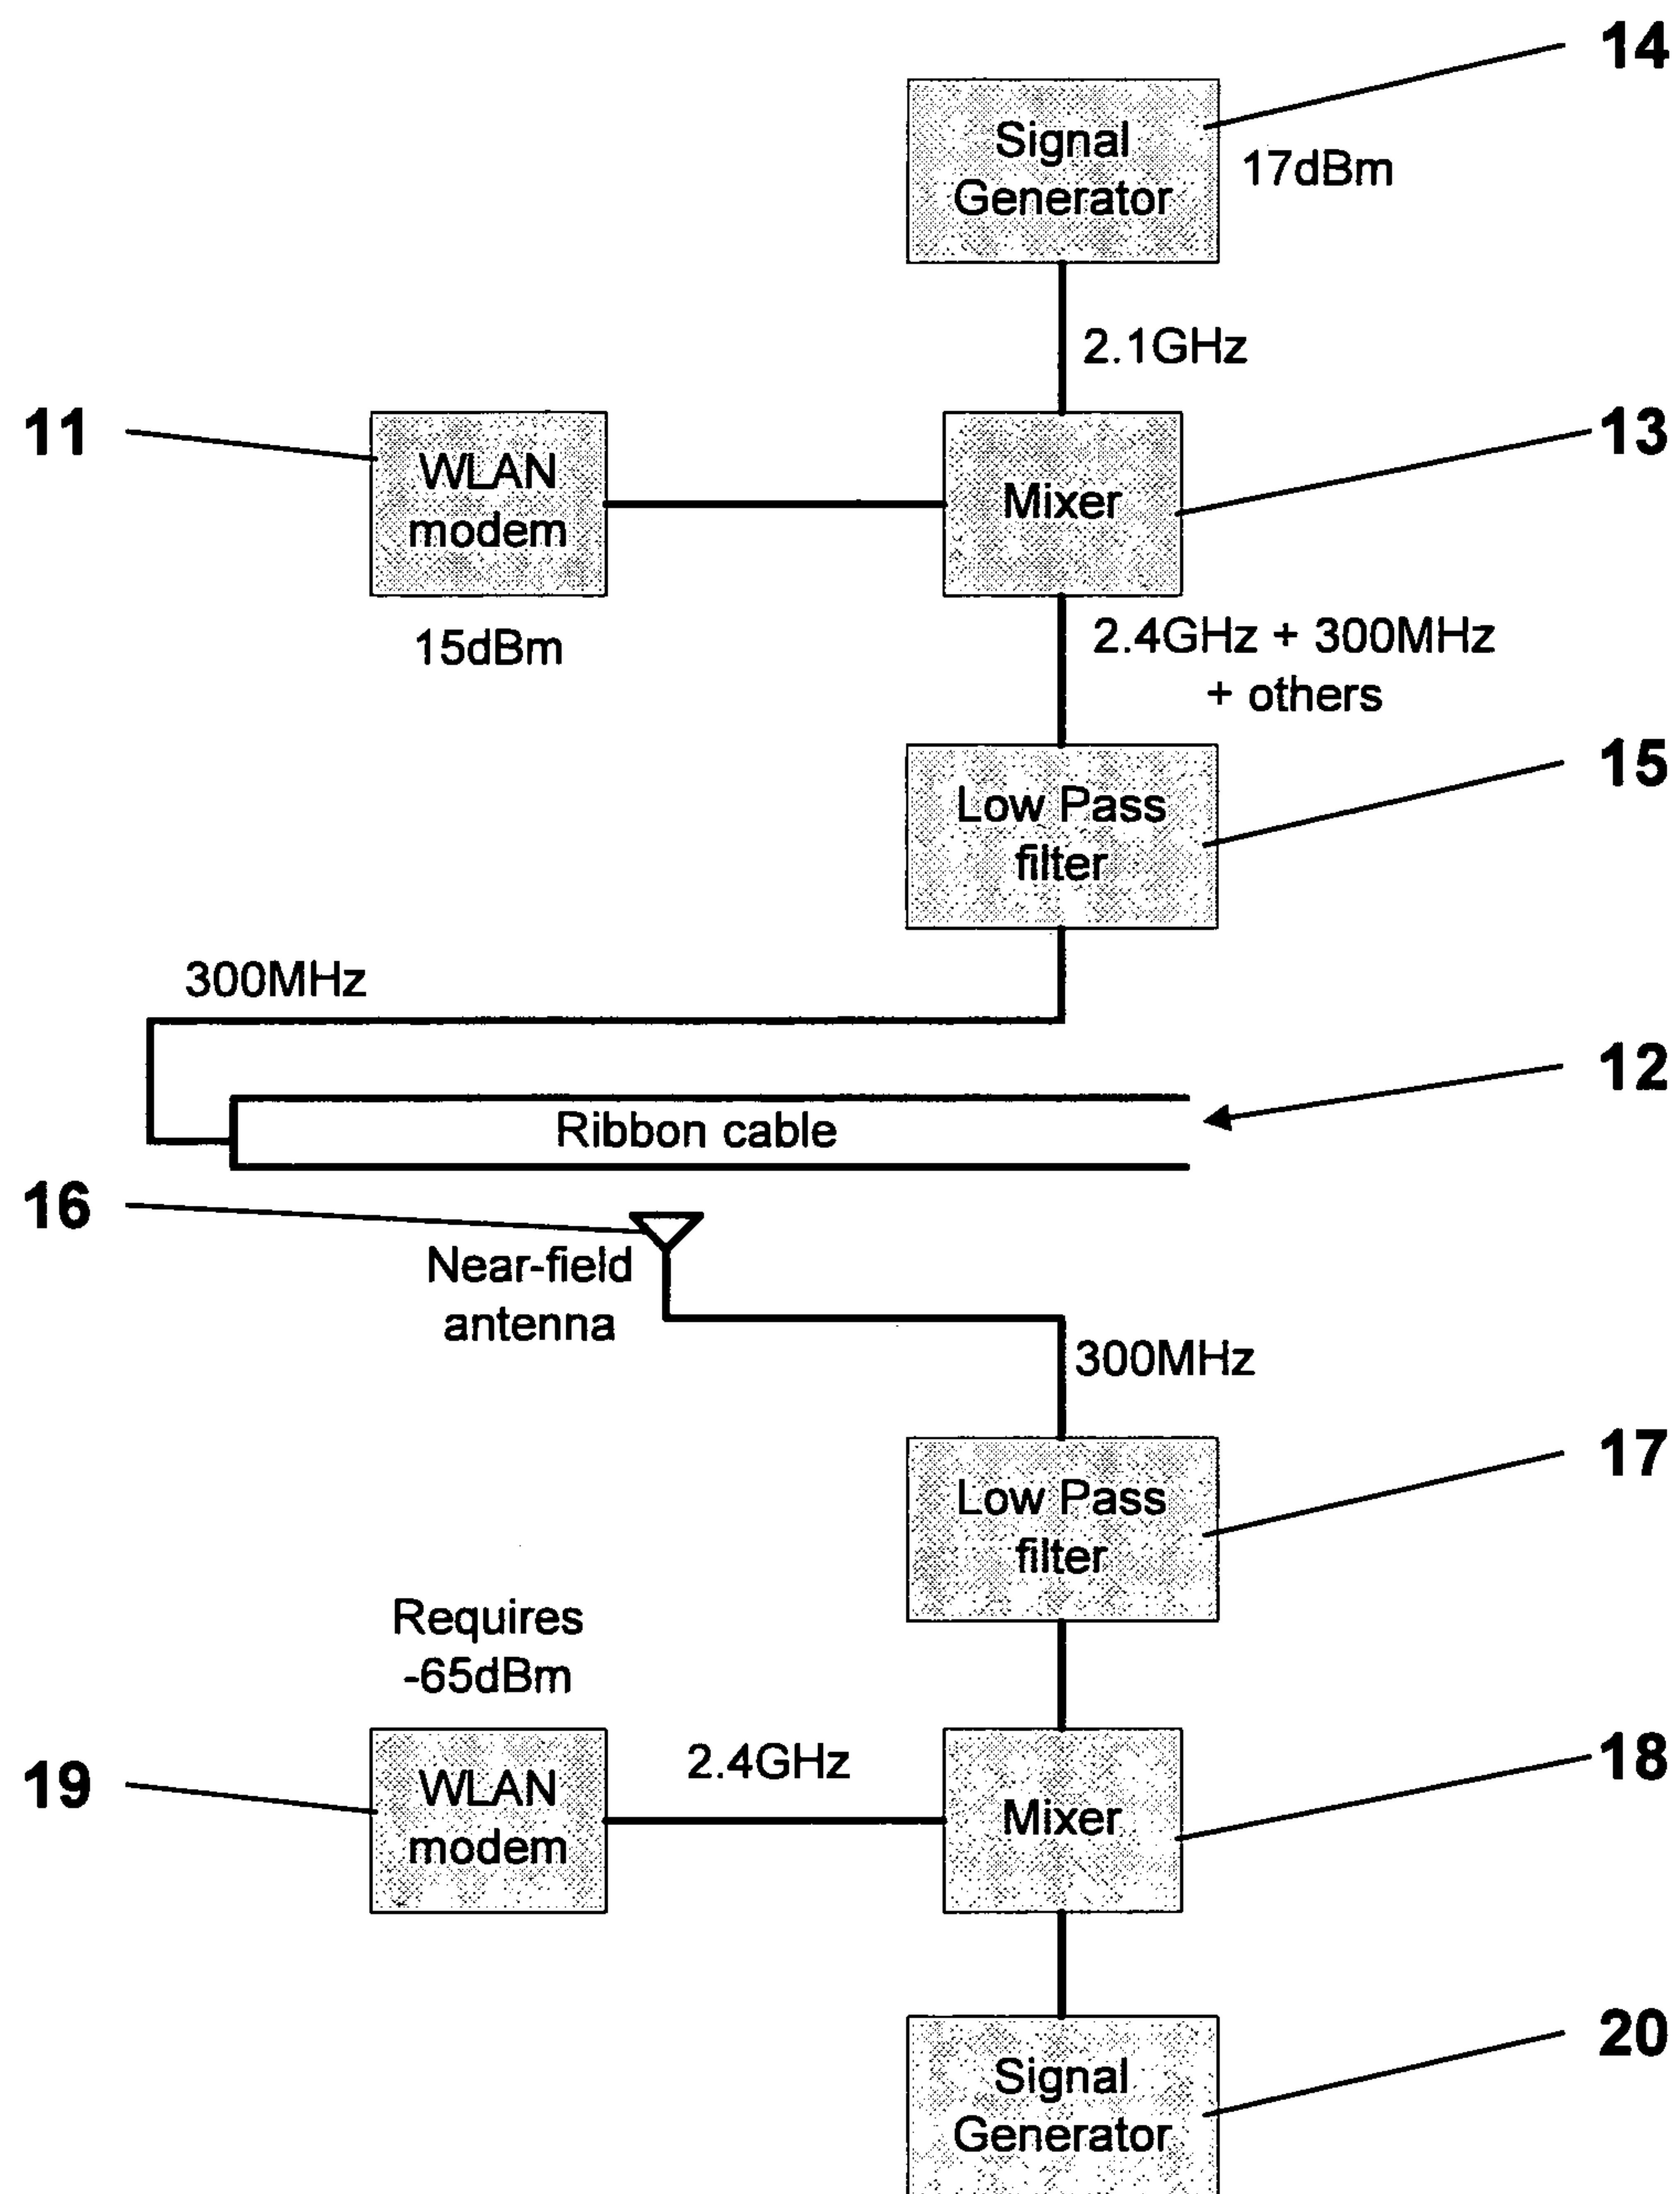 14
Signal
Generator
17dBm
2.1GHz
11
WLAN
modem
15dBm
13
Mixer
2.4GHz + 300MHz
+ others
15
Low Pass
filter
300MHz
12
Ribbon cable
16
Near-field
antenna
300MHz
17
Low Pass
filter
Requires
-65dBm
19
WLAN
modem
2.4GHz
18
Mixer
20
Signal
Generator